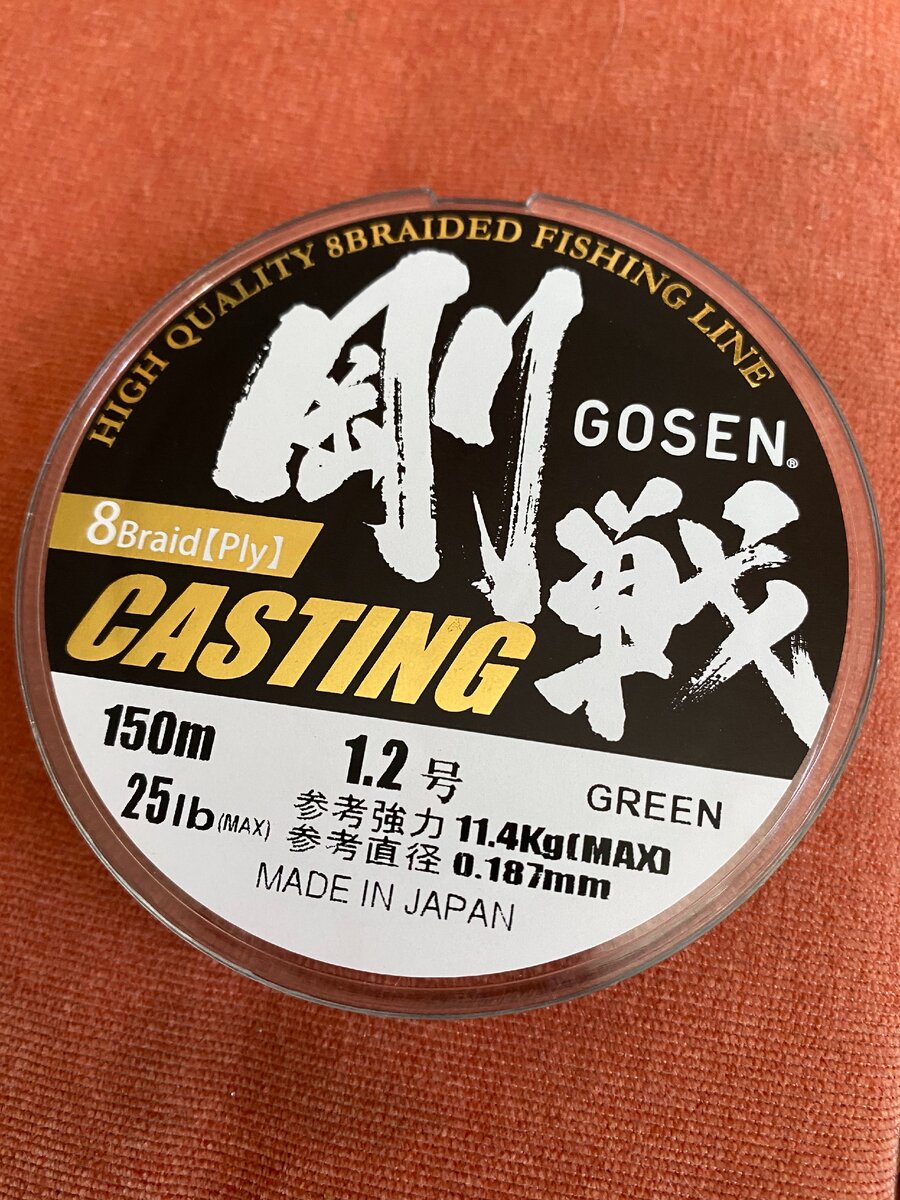 HIGH QUALITY 8BRAIDED FISHING LINE
剛戦
GOSEN®
8Braid【Ply】
CASTING
150m
1.2号
GREEN
25lb(MAX)
参考強力 11.4Kg(MAX)
参考直径 0.187mm
MADE IN JAPAN